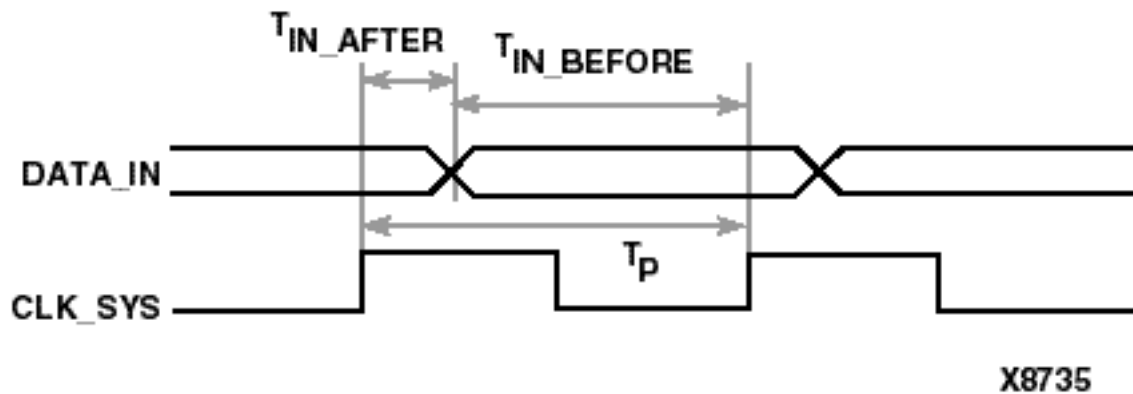 TIN_AFTER
TIN_BEFORE
DATA_IN
TP
CLK_SYS
X8735